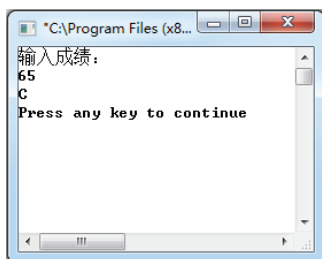 "C:\Program Files (x8...
输入成绩：
65
C
Press any key to continue